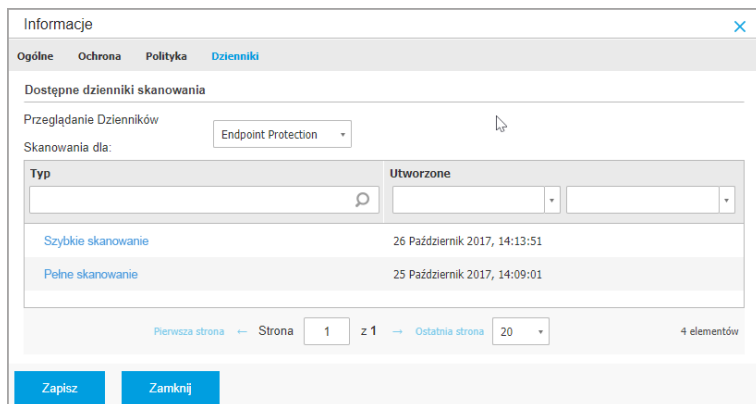 Informacje
Ogólne Ochrona Polityka Dzienniki
Dostępne dzienniki skanowania
Przeglądanie Dzienników
Skanowania dla:
Endpoint Protection
Typ Utworzone
Szybkie skanowanie 26 Październik 2017, 14:13:51
Pełne skanowanie 25 Październik 2017, 14:09:01
Pierwsza strona ← Strona 1 z 1 → Ostatnia strona 20 4 elementów
Zapisz Zamknij